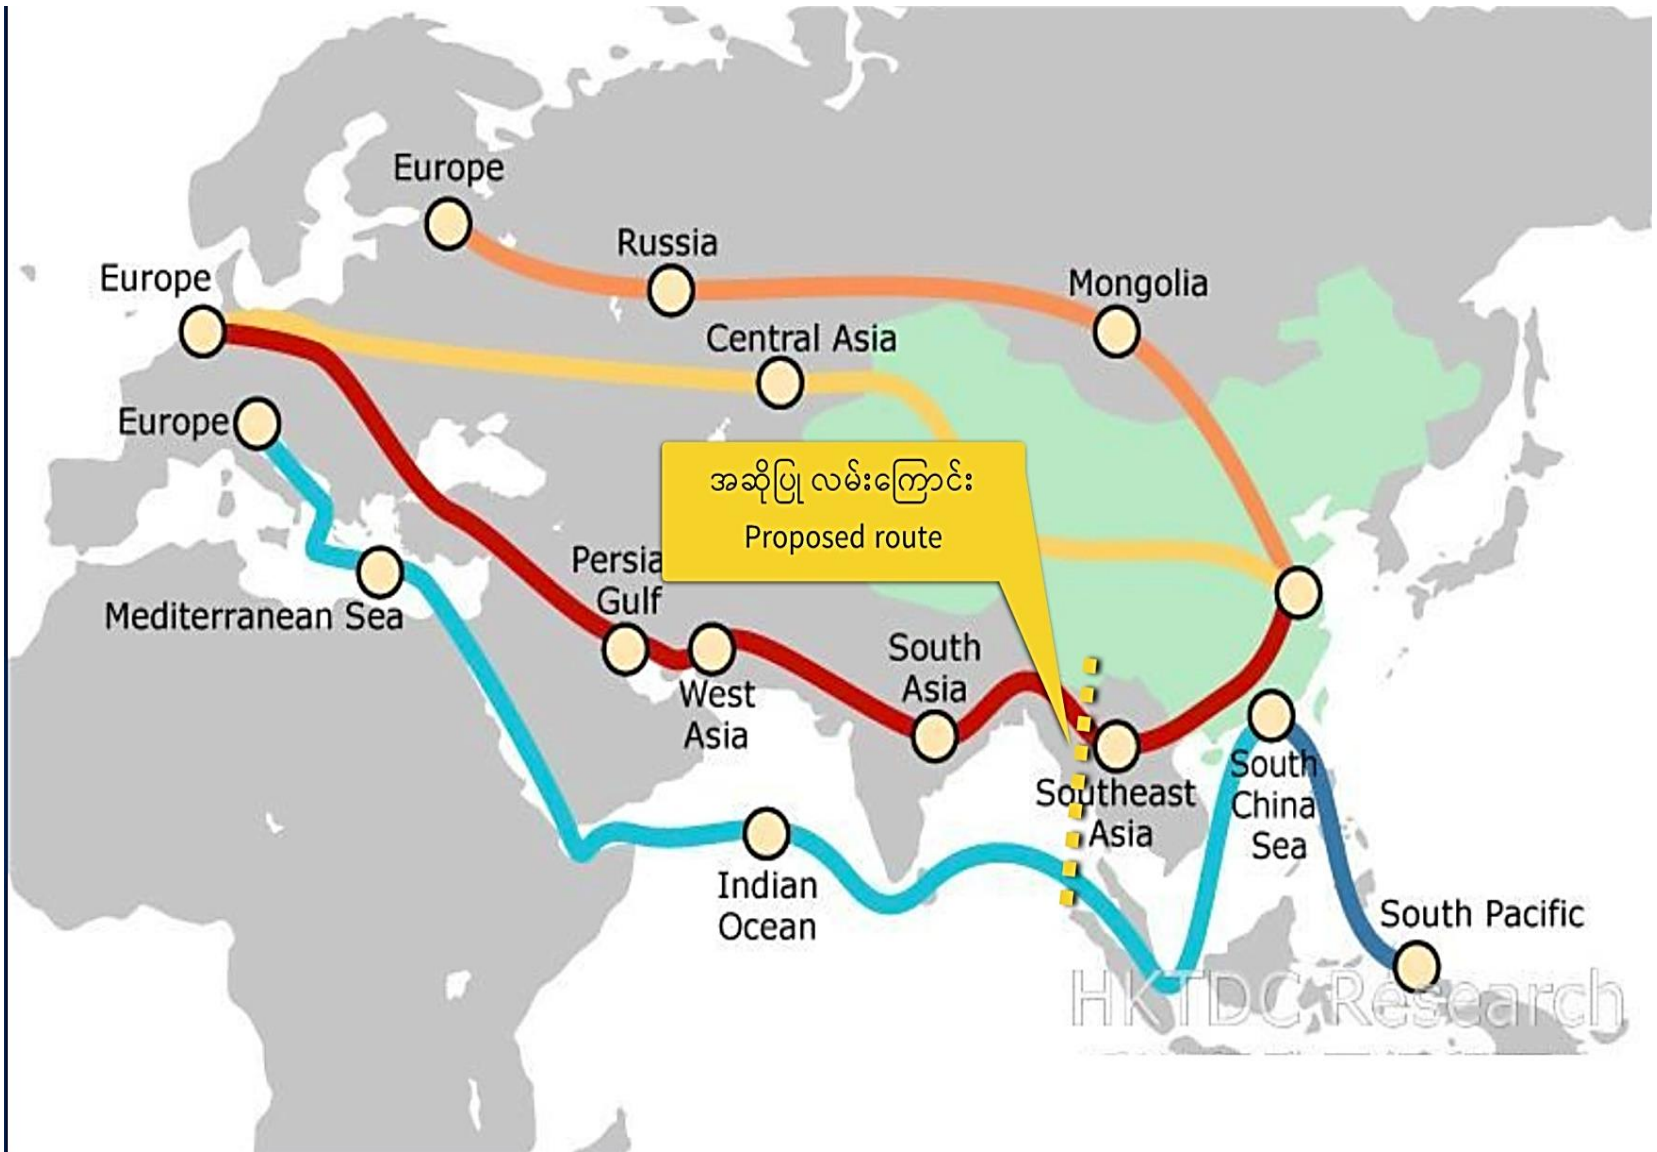 Europe
Russia
Europe
Mongolia
Central Asia
Europe
အဆိုပြု လမ်းကြောင်း
Proposed route
Persia
Gulf
Mediterranean Sea
South
Asia
West
Asia
Southeast
Asia
South
China
Sea
Indian
Ocean
South Pacific
HKTDC Research